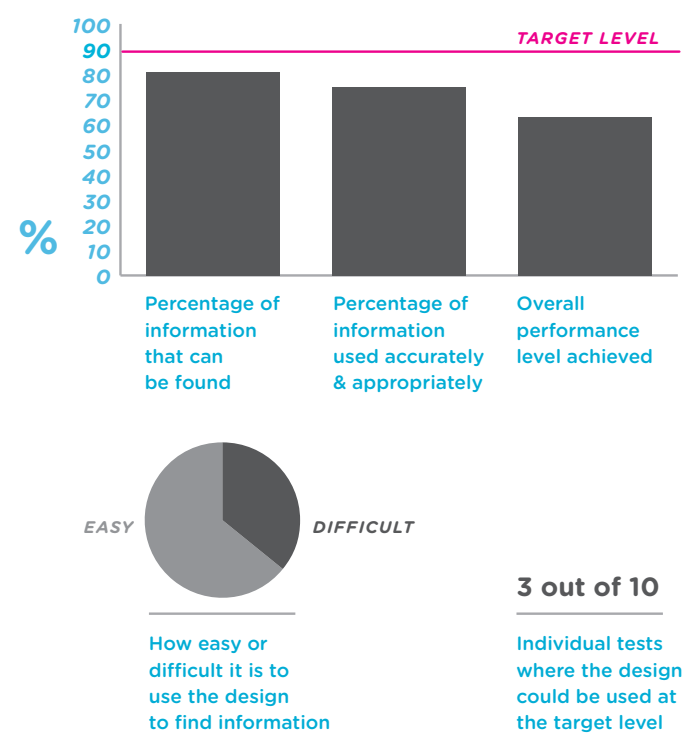 100
TARGET LEVEL
90
80
70
60
50
40
30
20
10
0
%
Percentage of
information
that can
be found
Percentage of
information
used accurately
& appropriately
Overall
performance
level achieved
EASY
DIFFICULT
How easy or
difficult it is to
use the design
to find information
3 out of 10
Individual tests
where the design
could be used at
the target level